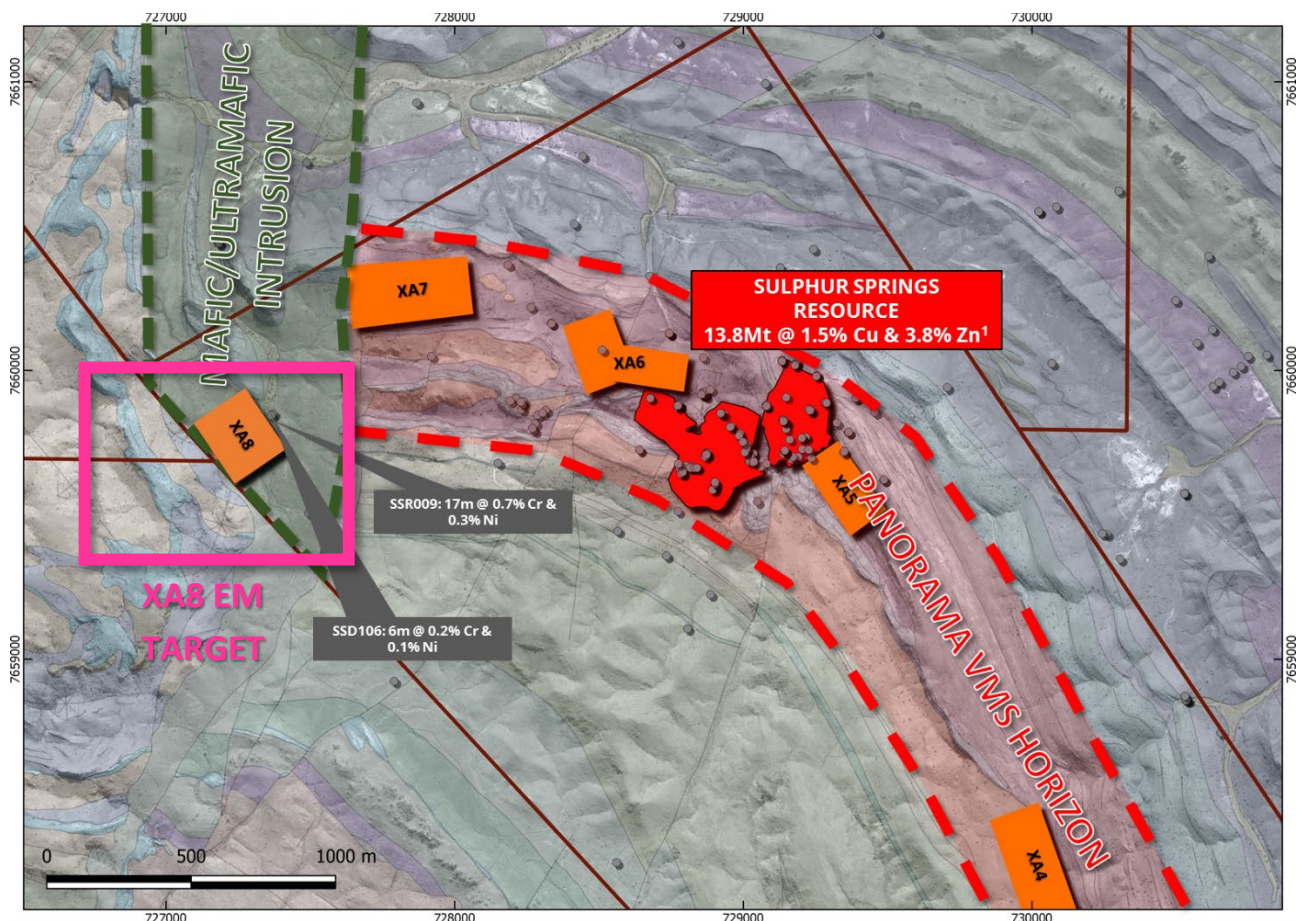 727000
728000
729000
730000
7661000
7661000
MAFIC/ULTRAMAFIC
INTRUSION
XA7
SULPHUR SPRINGS
RESOURCE
13.8Mt @ 1.5% Cu & 3.8% Zn¹
XA6
7660000
7660000
XA8
XA5
SSR009: 17m @ 0.7% Cr &
0.3% Ni
PANORAMA VMS HORIZON
XA8 EM
TARGET
SSD106: 6m @ 0.2% Cr &
0.1% Ni
7659000
7659000
XA4
0
500
1000 m
727000
728000
729000
730000